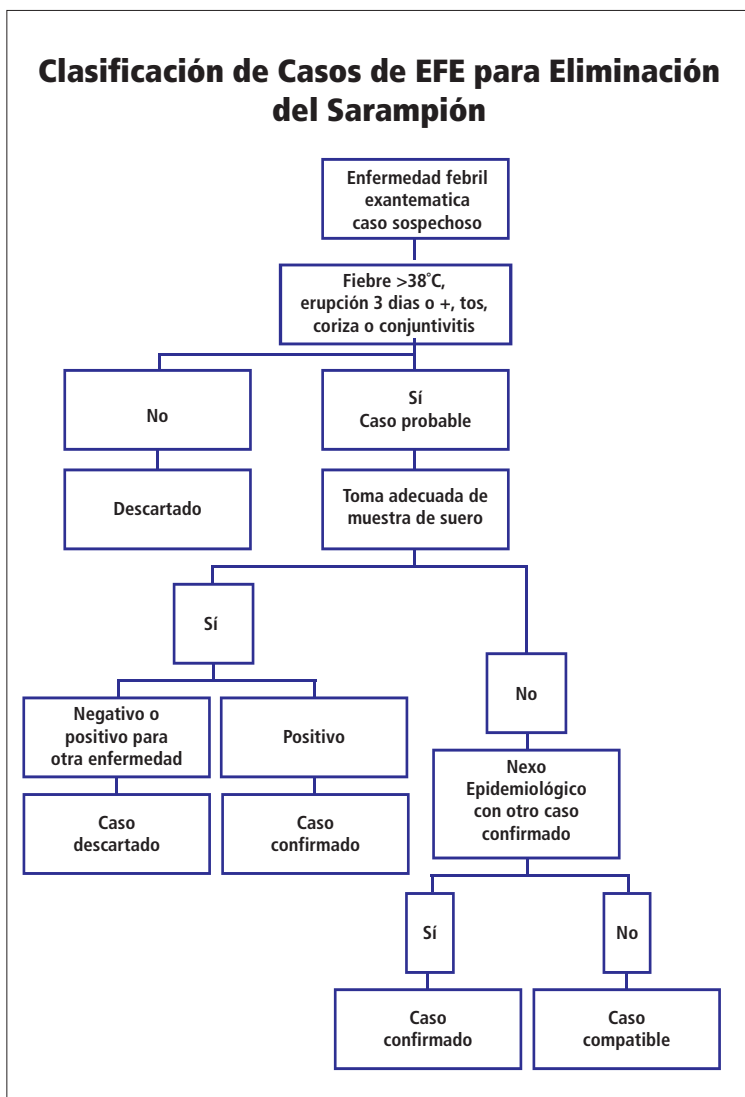 Clasificación de Casos de EFE para Eliminación
del Sarampión
Enfermedad febril
exantematica
caso sospechoso
Fiebre >38˚C,
erupción 3 dias o +, tos,
coriza o conjuntivitis
No
Sí
Caso probable
Descartado
Toma adecuada de
muestra de suero
Sí
No
Negativo o
positivo para
otra enfermedad
Positivo
Caso
descartado
Caso
confirmado
Nexo
Epidemiológico
con otro caso
confirmado
Sí
No
Caso
confirmado
Caso
compatible